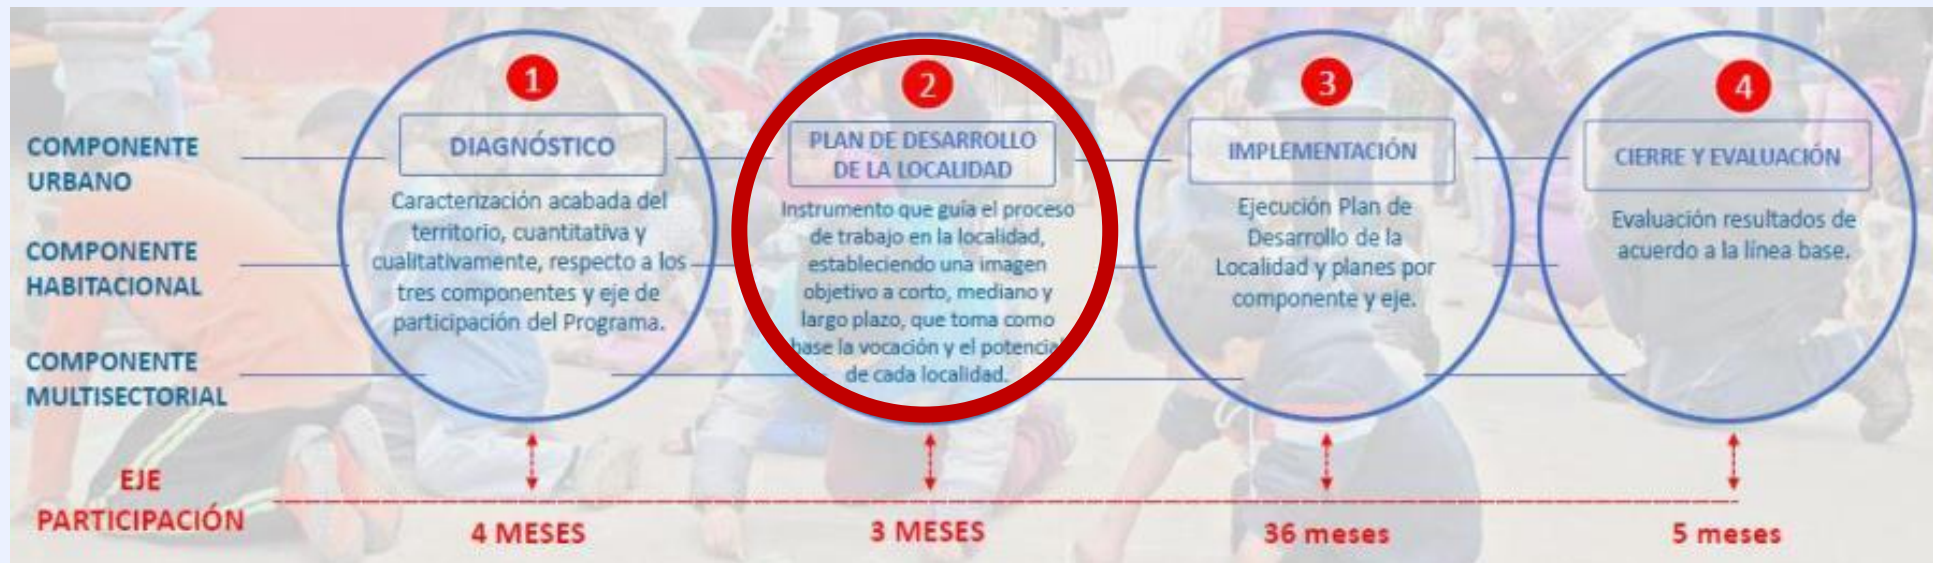 COMPONENTE
URBANO
COMPONENTE
HABITACIONAL
COMPONENTE
MULTISECTORIAL
EJE
PARTICIPACIÓN
1
DIAGNÓSTICO
Caracterización acabada del
territorio, cuantitativa y
cualitativamente, respecto a los
tres componentes y eje de
participación del Programa.
4 MESES
2
PLAN DE DESARROLLO
DE LA LOCALIDAD
Instrumento que guía el proceso
de trabajo en la localidad,
estableciendo una imagen
objetivo a corto, mediano y
largo plazo, que toma como
base la vocación y el potencial
de cada localidad.
3 MESES
3
IMPLEMENTACIÓN
Ejecución Plan de
Desarrollo de la
Localidad y planes por
componente y eje.
36 meses
4
CIERRE Y EVALUACIÓN
Evaluación resultados de
acuerdo a la línea base.
5 meses